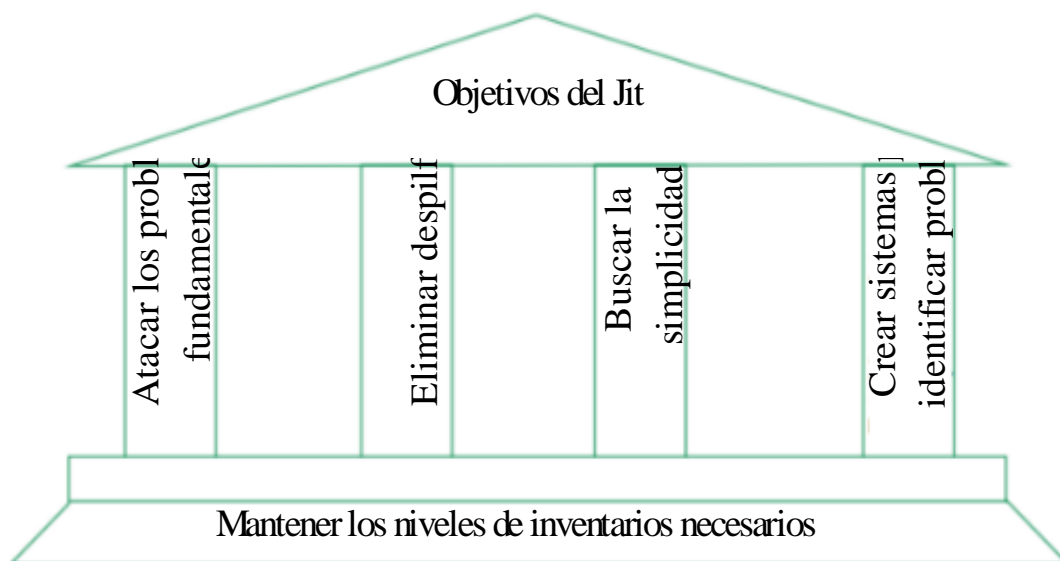 Objetivos del Jit
Atacar los probl
fundamentale
Eliminar despilf
Buscar la
simplicidad
Crear sistemas
identificar probl
Mantener los niveles de inventarios necesarios